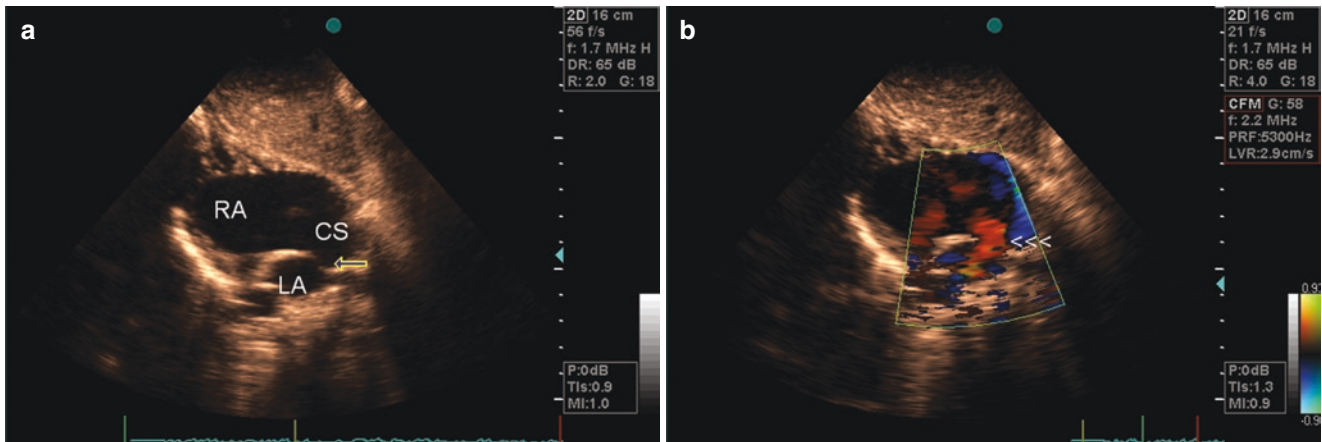 a
2D 16 cm
56 f/s
f: 1.7 MHz H
DR: 65 dB
R: 2.0 G: 18
RA
CS
LA
P:0dB
TIs:0.9
MI:1.0
b
2D 16 cm
21 f/s
f: 1.7 MHz H
DR: 65 dB
R: 4.0 G: 18
CFM G: 58
f: 2.2 MHz
PRF:5300Hz
LVR:2.9cm/s
<<<
P:0dB
TIs:1.3
MI:0.9